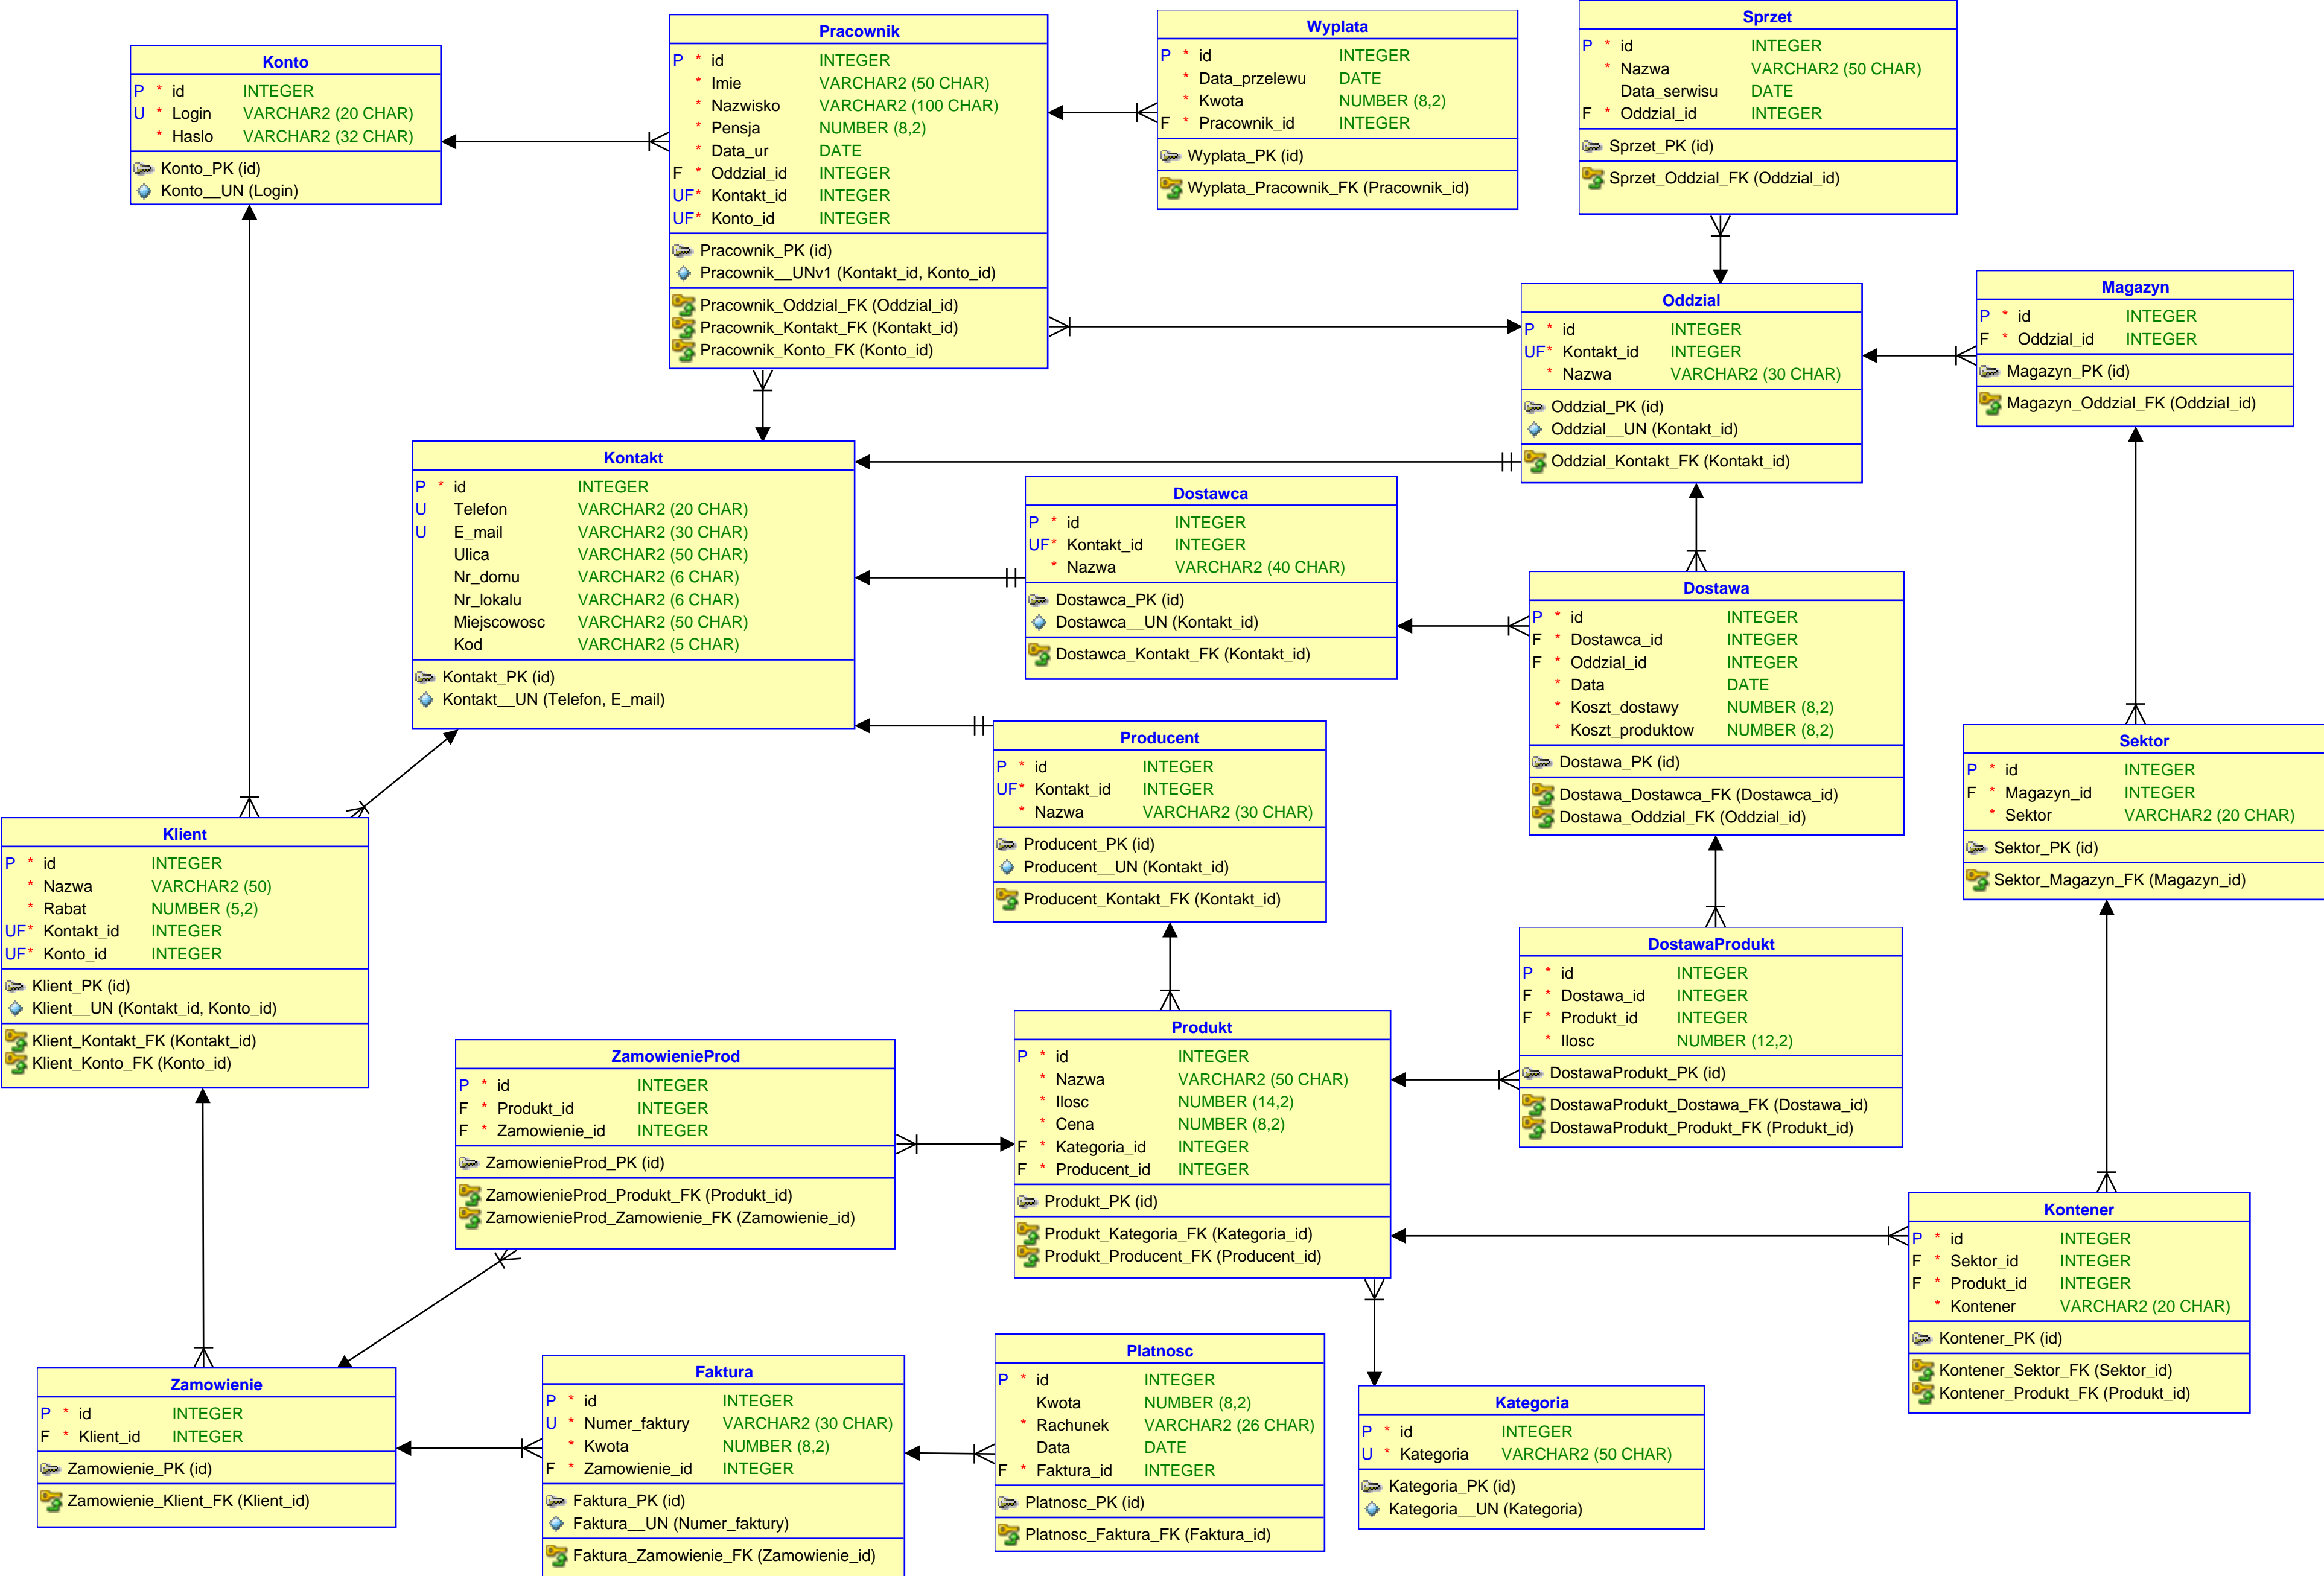 Konto
P * id INTEGER
U * Login VARCHAR2 (20 CHAR)
* Haslo VARCHAR2 (32 CHAR)
Konto_PK (id)
Konto__UN (Login)
Pracownik
P * id INTEGER
* Imie VARCHAR2 (50 CHAR)
* Nazwisko VARCHAR2 (100 CHAR)
* Pensja NUMBER (8,2)
* Data_ur DATE
F * Oddzial_id INTEGER
UF* Kontakt_id INTEGER
UF* Konto_id INTEGER
Pracownik_PK (id)
Pracownik__UNv1 (Kontakt_id, Konto_id)
Pracownik_Oddzial_FK (Oddzial_id)
Pracownik_Kontakt_FK (Kontakt_id)
Pracownik_Konto_FK (Konto_id)
Wyplata
P * id INTEGER
* Data_przelewu DATE
* Kwota NUMBER (8,2)
F * Pracownik_id INTEGER
Wyplata_PK (id)
Wyplata_Pracownik_FK (Pracownik_id)
Sprzet
P * id INTEGER
* Nazwa VARCHAR2 (50 CHAR)
Data_serwisu DATE
F * Oddzial_id INTEGER
Sprzet_PK (id)
Sprzet_Oddzial_FK (Oddzial_id)
Oddzial
P * id INTEGER
UF* Kontakt_id INTEGER
* Nazwa VARCHAR2 (30 CHAR)
Oddzial_PK (id)
Oddzial__UN (Kontakt_id)
Oddzial_Kontakt_FK (Kontakt_id)
Magazyn
P * id INTEGER
F * Oddzial_id INTEGER
Magazyn_PK (id)
Magazyn_Oddzial_FK (Oddzial_id)
Kontakt
P * id INTEGER
U Telefon VARCHAR2 (20 CHAR)
U E_mail VARCHAR2 (30 CHAR)
Ulica VARCHAR2 (50 CHAR)
Nr_domu VARCHAR2 (6 CHAR)
Nr_lokalu VARCHAR2 (6 CHAR)
Miejscowosc VARCHAR2 (50 CHAR)
Kod VARCHAR2 (5 CHAR)
Kontakt_PK (id)
Kontakt__UN (Telefon, E_mail)
Dostawca
P * id INTEGER
UF* Kontakt_id INTEGER
* Nazwa VARCHAR2 (40 CHAR)
Dostawca_PK (id)
Dostawca__UN (Kontakt_id)
Dostawca_Kontakt_FK (Kontakt_id)
Dostawa
P * id INTEGER
F * Dostawca_id INTEGER
F * Oddzial_id INTEGER
* Data DATE
* Koszt_dostawy NUMBER (8,2)
* Koszt_produktow NUMBER (8,2)
Dostawa_PK (id)
Dostawa_Dostawca_FK (Dostawca_id)
Dostawa_Oddzial_FK (Oddzial_id)
Producent
P * id INTEGER
UF* Kontakt_id INTEGER
* Nazwa VARCHAR2 (30 CHAR)
Producent_PK (id)
Producent__UN (Kontakt_id)
Producent_Kontakt_FK (Kontakt_id)
Sektor
P * id INTEGER
F * Magazyn_id INTEGER
* Sektor VARCHAR2 (20 CHAR)
Sektor_PK (id)
Sektor_Magazyn_FK (Magazyn_id)
Klient
P * id INTEGER
* Nazwa VARCHAR2 (50)
* Rabat NUMBER (5,2)
UF* Kontakt_id INTEGER
UF* Konto_id INTEGER
Klient_PK (id)
Klient__UN (Kontakt_id, Konto_id)
Klient_Kontakt_FK (Kontakt_id)
Klient_Konto_FK (Konto_id)
DostawaProdukt
P * id INTEGER
F * Dostawa_id INTEGER
F * Produkt_id INTEGER
* Ilosc NUMBER (12,2)
DostawaProdukt_PK (id)
DostawaProdukt_Dostawa_FK (Dostawa_id)
DostawaProdukt_Produkt_FK (Produkt_id)
ZamowienieProd
P * id INTEGER
F * Produkt_id INTEGER
F * Zamowienie_id INTEGER
ZamowienieProd_PK (id)
ZamowienieProd_Produkt_FK (Produkt_id)
ZamowienieProd_Zamowienie_FK (Zamowienie_id)
Produkt
P * id INTEGER
* Nazwa VARCHAR2 (50 CHAR)
* Ilosc NUMBER (14,2)
* Cena NUMBER (8,2)
F * Kategoria_id INTEGER
F * Producent_id INTEGER
Produkt_PK (id)
Produkt_Kategoria_FK (Kategoria_id)
Produkt_Producent_FK (Producent_id)
Kontener
P * id INTEGER
F * Sektor_id INTEGER
F * Produkt_id INTEGER
* Kontener VARCHAR2 (20 CHAR)
Kontener_PK (id)
Kontener_Sektor_FK (Sektor_id)
Kontener_Produkt_FK (Produkt_id)
Zamowienie
P * id INTEGER
F * Klient_id INTEGER
Zamowienie_PK (id)
Zamowienie_Klient_FK (Klient_id)
Faktura
P * id INTEGER
U * Numer_faktury VARCHAR2 (30 CHAR)
* Kwota NUMBER (8,2)
F * Zamowienie_id INTEGER
Faktura_PK (id)
Faktura__UN (Numer_faktury)
Faktura_Zamowienie_FK (Zamowienie_id)
Platnosc
P * id INTEGER
Kwota NUMBER (8,2)
* Rachunek VARCHAR2 (26 CHAR)
Data DATE
F * Faktura_id INTEGER
Platnosc_PK (id)
Platnosc_Faktura_FK (Faktura_id)
Kategoria
P * id INTEGER
U * Kategoria VARCHAR2 (50 CHAR)
Kategoria_PK (id)
Kategoria__UN (Kategoria)